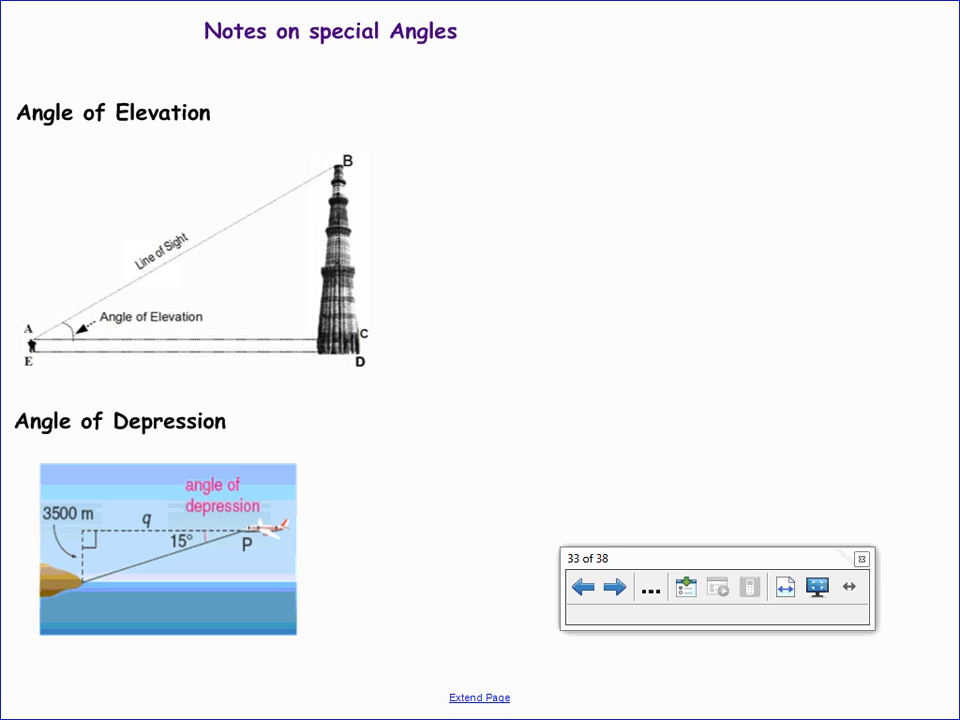 Notes on special Angles
Angle of Elevation
B
Line of Sight
Angle of Elevation
A
C
E
D
Angle of Depression
angle of
depression
3500 m
q
15°
P
33 of 38
...
Extend Page